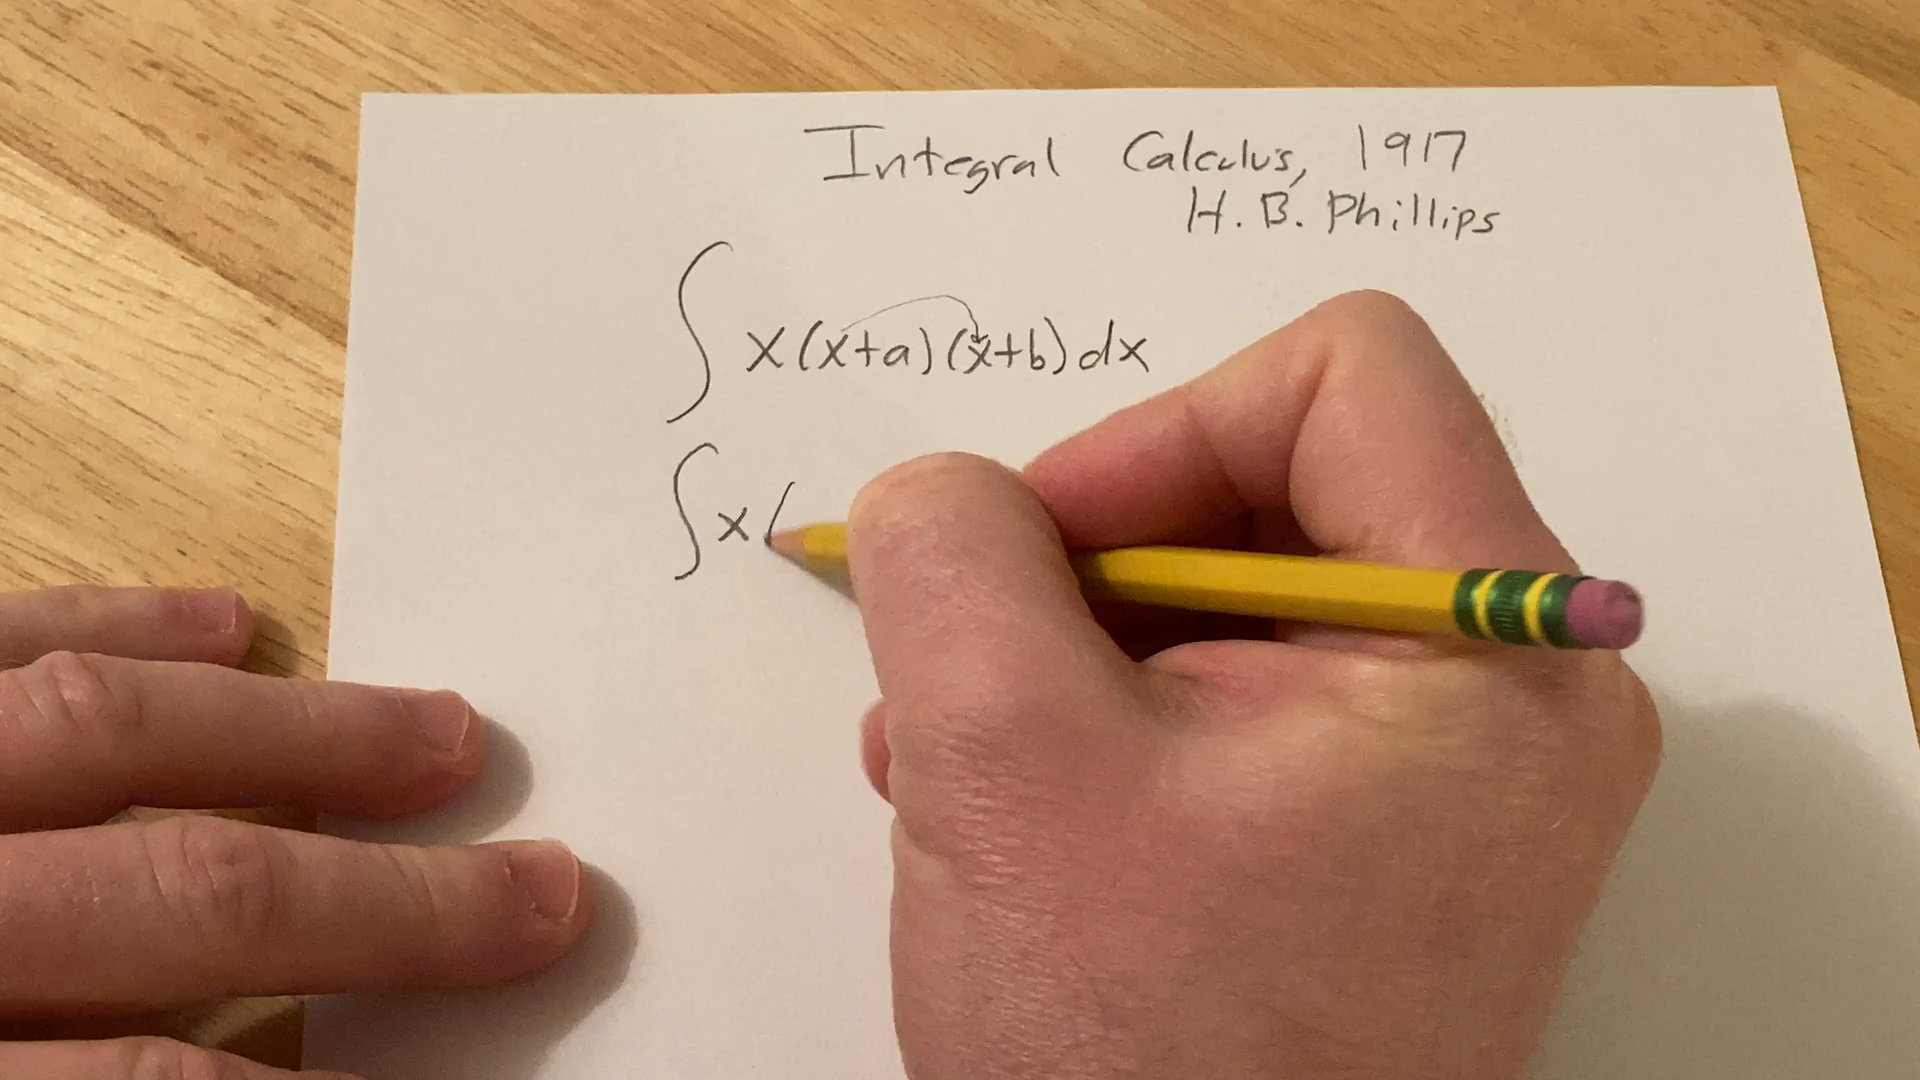 Integral Calculus, 1917
H. B. Phillips
∫ x(x+a)(x+b)dx
∫ x(